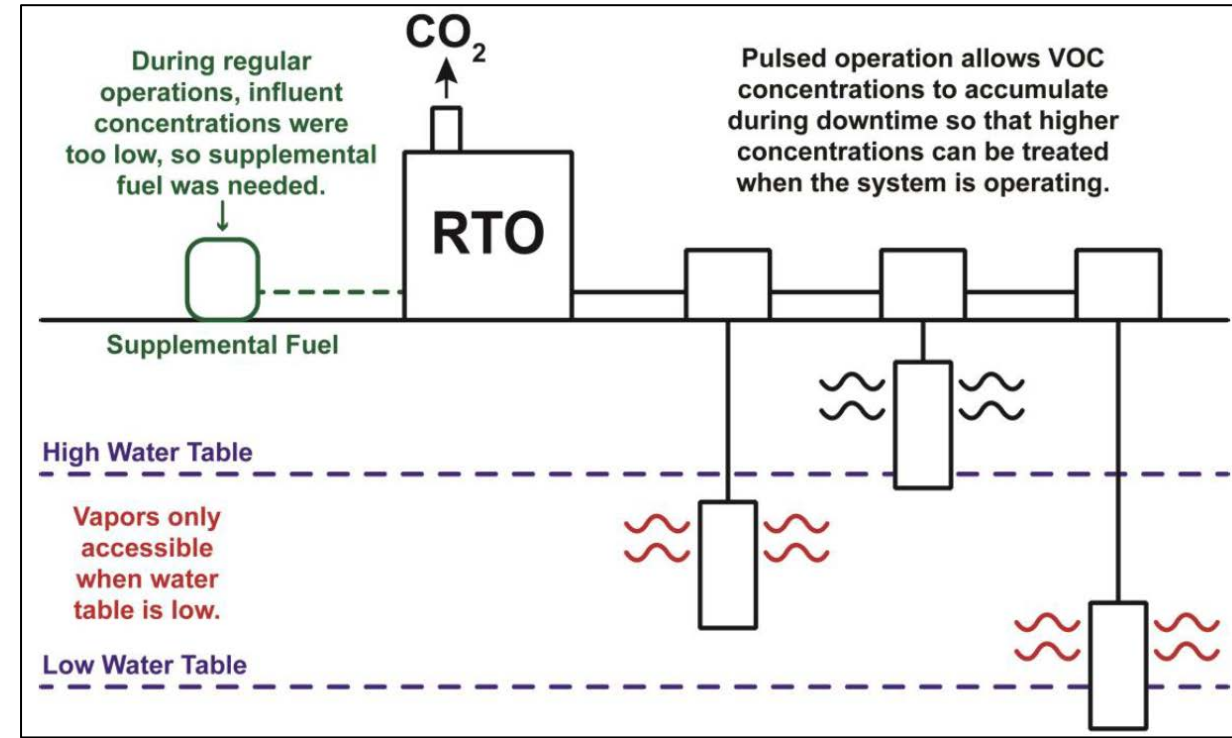 During regular
operations, influent
concentrations were
too low, so supplemental
fuel was needed.
CO₂
Pulsed operation allows VOC
concentrations to accumulate
during downtime so that higher
concentrations can be treated
when the system is operating.
RTO
Supplemental Fuel
High Water Table
Vapors only
accessible
when water
table is low.
Low Water Table